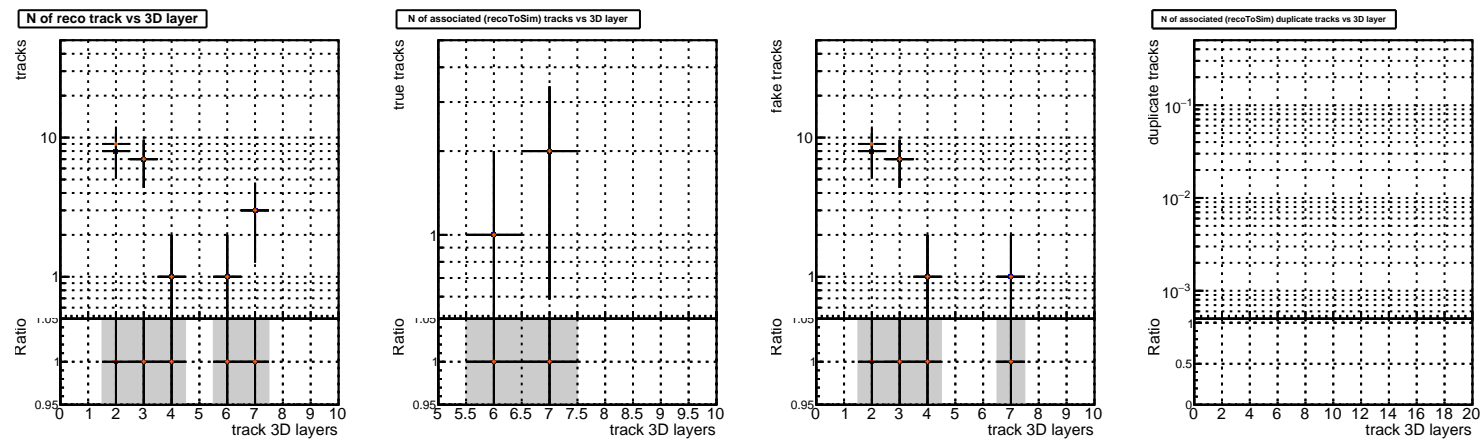 N of reco track vs 3D layer
tracks
10
1
Ratio
1.05
1
0.95
0 1 2 3 4 5 6 7 8 9 10
track 3D layers
N of associated (recoToSim) tracks vs 3D layer
true tracks
1
Ratio
1.05
1
0.95
5 5.5 6 6.5 7 7.5 8 8.5 9 9.5 10
track 3D layers
fake tracks
10
1
Ratio
1.05
1
0.95
0 1 2 3 4 5 6 7 8 9 10
track 3D layers
N of associated (recoToSim) duplicate tracks vs 3D layer
duplicate tracks
10⁻¹
10⁻²
10⁻³
Ratio
1
0.5
0
0 2 4 6 8 10 12 14 16 18 20
track 3D layers